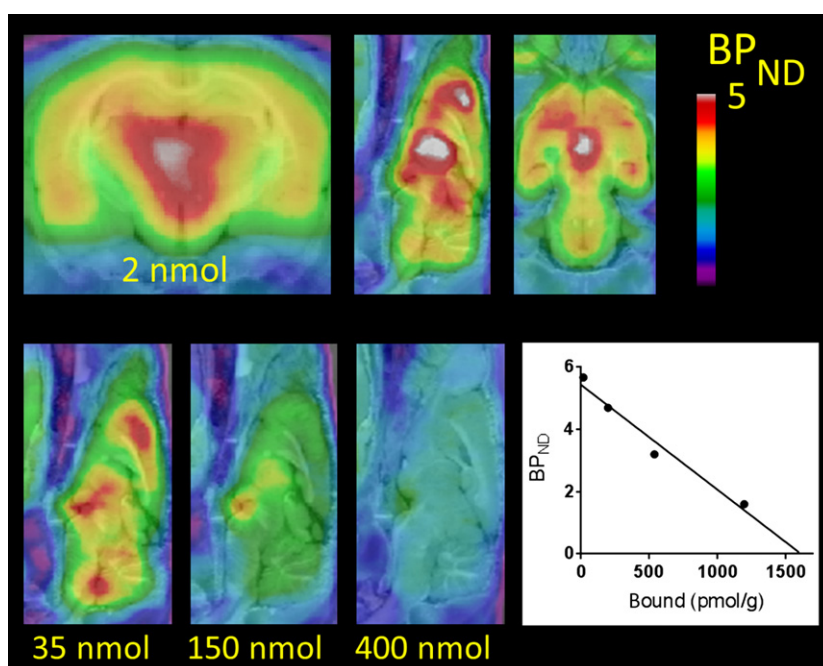 BP ND
5
2 nmol
35 nmol
150 nmol
400 nmol
6
4
2
0
BPND
0 500 1000 1500
Bound (pmol/g)